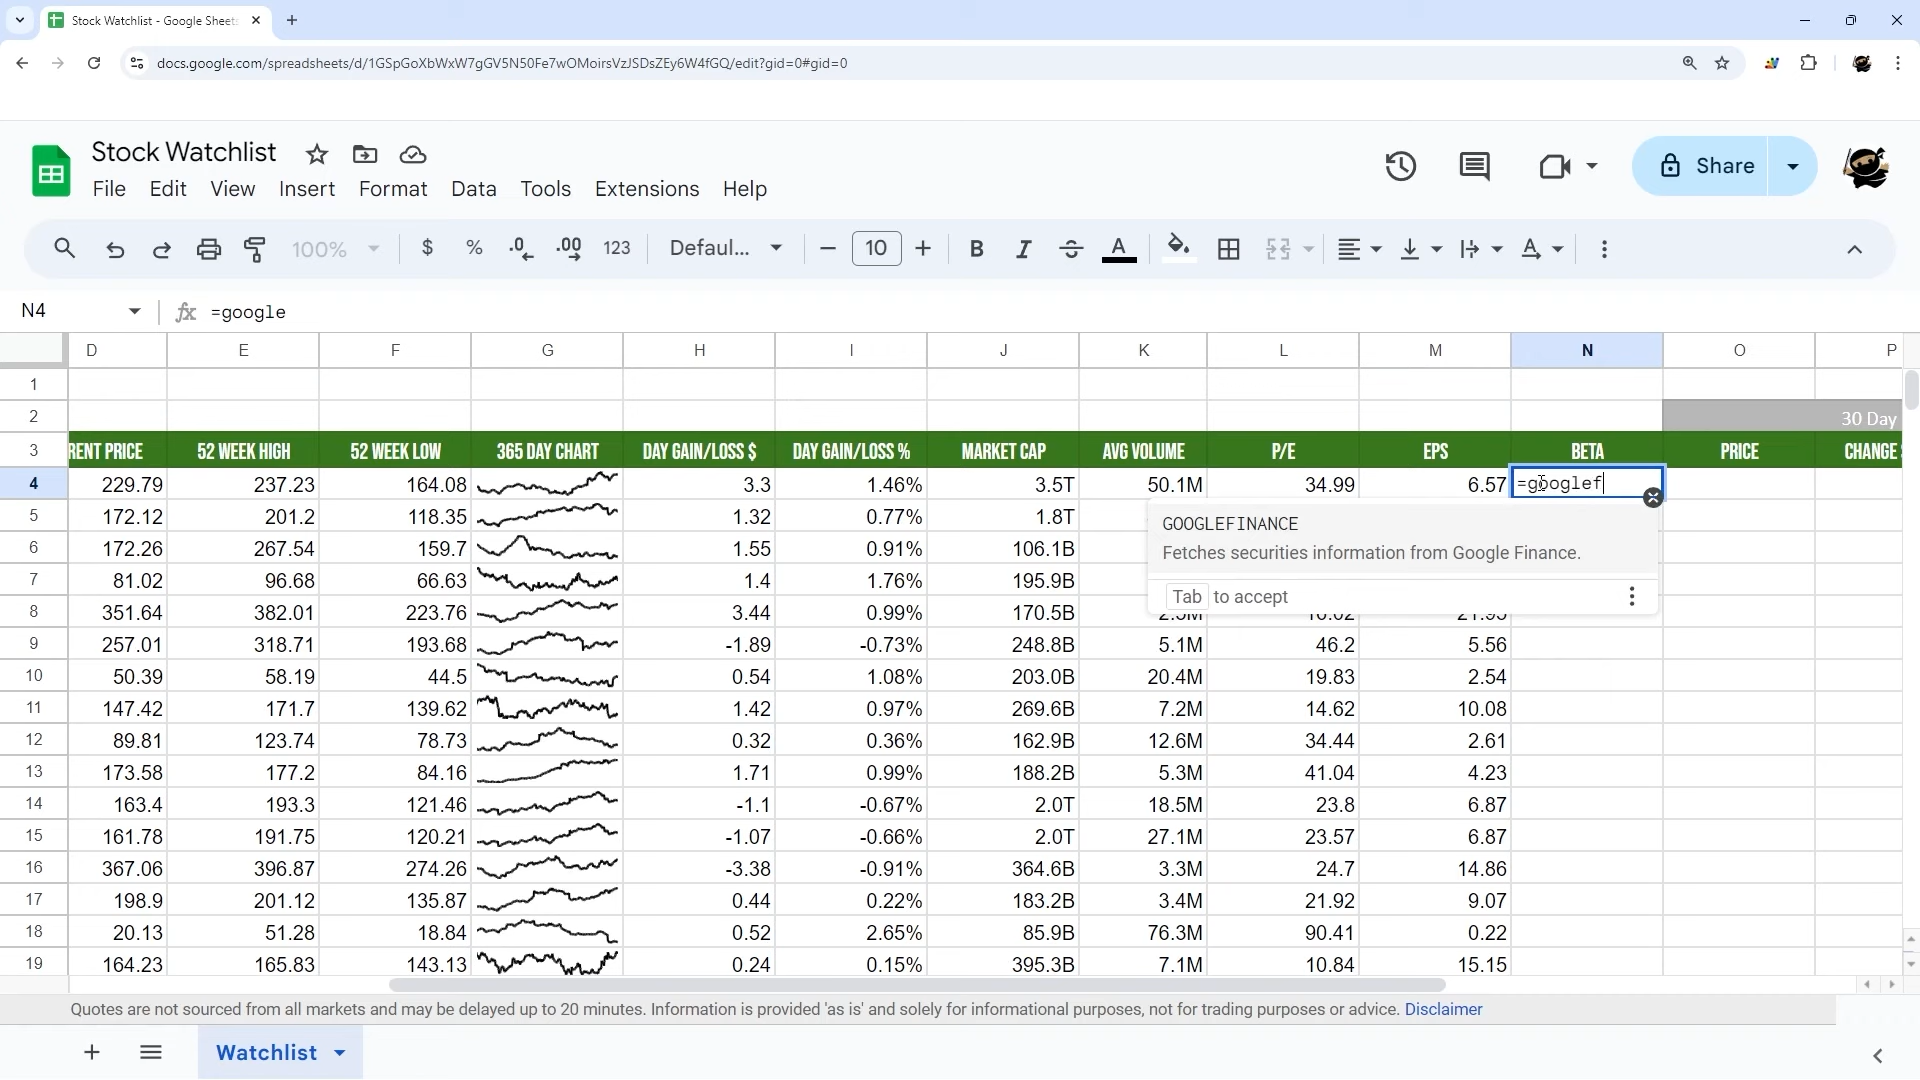 Stock Watchlist - Google Sheets
docs.google.com/spreadsheets/d/1GSpGoXbWxW7gGV5N50Fe7wOMoirsVzJSDsZEy6W4fGQ/edit?gid=0#gid=0
Stock Watchlist
File Edit View Insert Format Data Tools Extensions Help
Share
100% $ % .0 .00 123 Defaul... 10 B I A
N4 fx =google
D E F G H I J K L M N O P
1
2 30 Day
3 RENT PRICE 52 WEEK HIGH 52 WEEK LOW 365 DAY CHART DAY GAIN/LOSS $ DAY GAIN/LOSS % MARKET CAP AVG VOLUME P/E EPS BETA PRICE CHANGE
4 229.79 237.23 164.08 3.3 1.46% 3.5T 50.1M 34.99 6.57 =googlef
5 172.12 201.2 118.35 1.32 0.77% 1.8T
GOOGLEFINANCE
6 172.26 267.54 159.7 1.55 0.91% 106.1B
Fetches securities information from Google Finance.
7 81.02 96.68 66.63 1.4 1.76% 195.9B
Tab to accept
8 351.64 382.01 223.76 3.44 0.99% 170.5B
9 257.01 318.71 193.68 -1.89 -0.73% 248.8B 5.1M 46.2 5.56
10 50.39 58.19 44.5 0.54 1.08% 203.0B 20.4M 19.83 2.54
11 147.42 171.7 139.62 1.42 0.97% 269.6B 7.2M 14.62 10.08
12 89.81 123.74 78.73 0.32 0.36% 162.9B 12.6M 34.44 2.61
13 173.58 177.2 84.16 1.71 0.99% 188.2B 5.3M 41.04 4.23
14 163.4 193.3 121.46 -1.1 -0.67% 2.0T 18.5M 23.8 6.87
15 161.78 191.75 120.21 -1.07 -0.66% 2.0T 27.1M 23.57 6.87
16 367.06 396.87 274.26 -3.38 -0.91% 364.6B 3.3M 24.7 14.86
17 198.9 201.12 135.87 0.44 0.22% 183.2B 3.4M 21.92 9.07
18 20.13 51.28 18.84 0.52 2.65% 85.9B 76.3M 90.41 0.22
19 164.23 165.83 143.13 0.24 0.15% 395.3B 7.1M 10.84 15.15
Quotes are not sourced from all markets and may be delayed up to 20 minutes. Information is provided 'as is' and solely for informational purposes, not for trading purposes or advice. Disclaimer
Watchlist